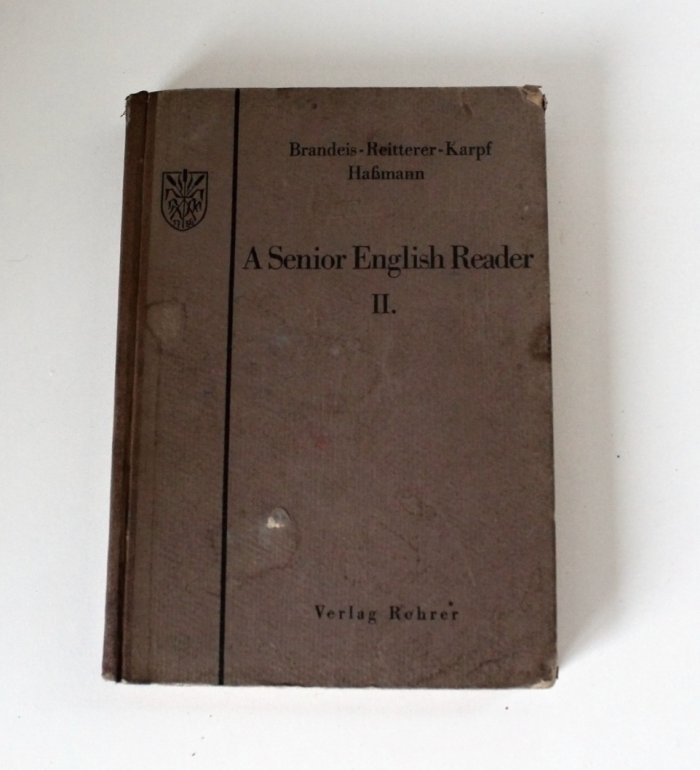 Brandeis-Reitterer-Karpf
Haßmann
A Senior English Reader
II.
Verlag Rohrer